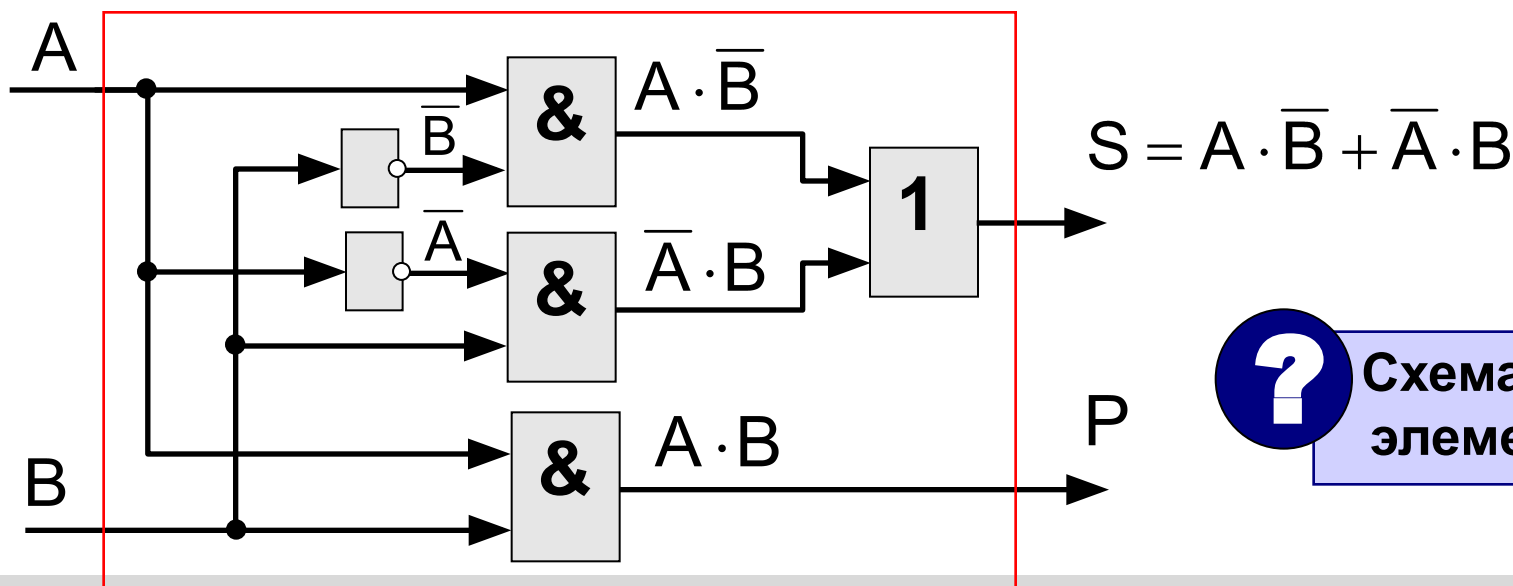 A
&
A · B̅
B̅
S = A · B̅ + A̅ · B
1
A̅
&
A̅ · B
Схема
элеме
P
A · B
&
B